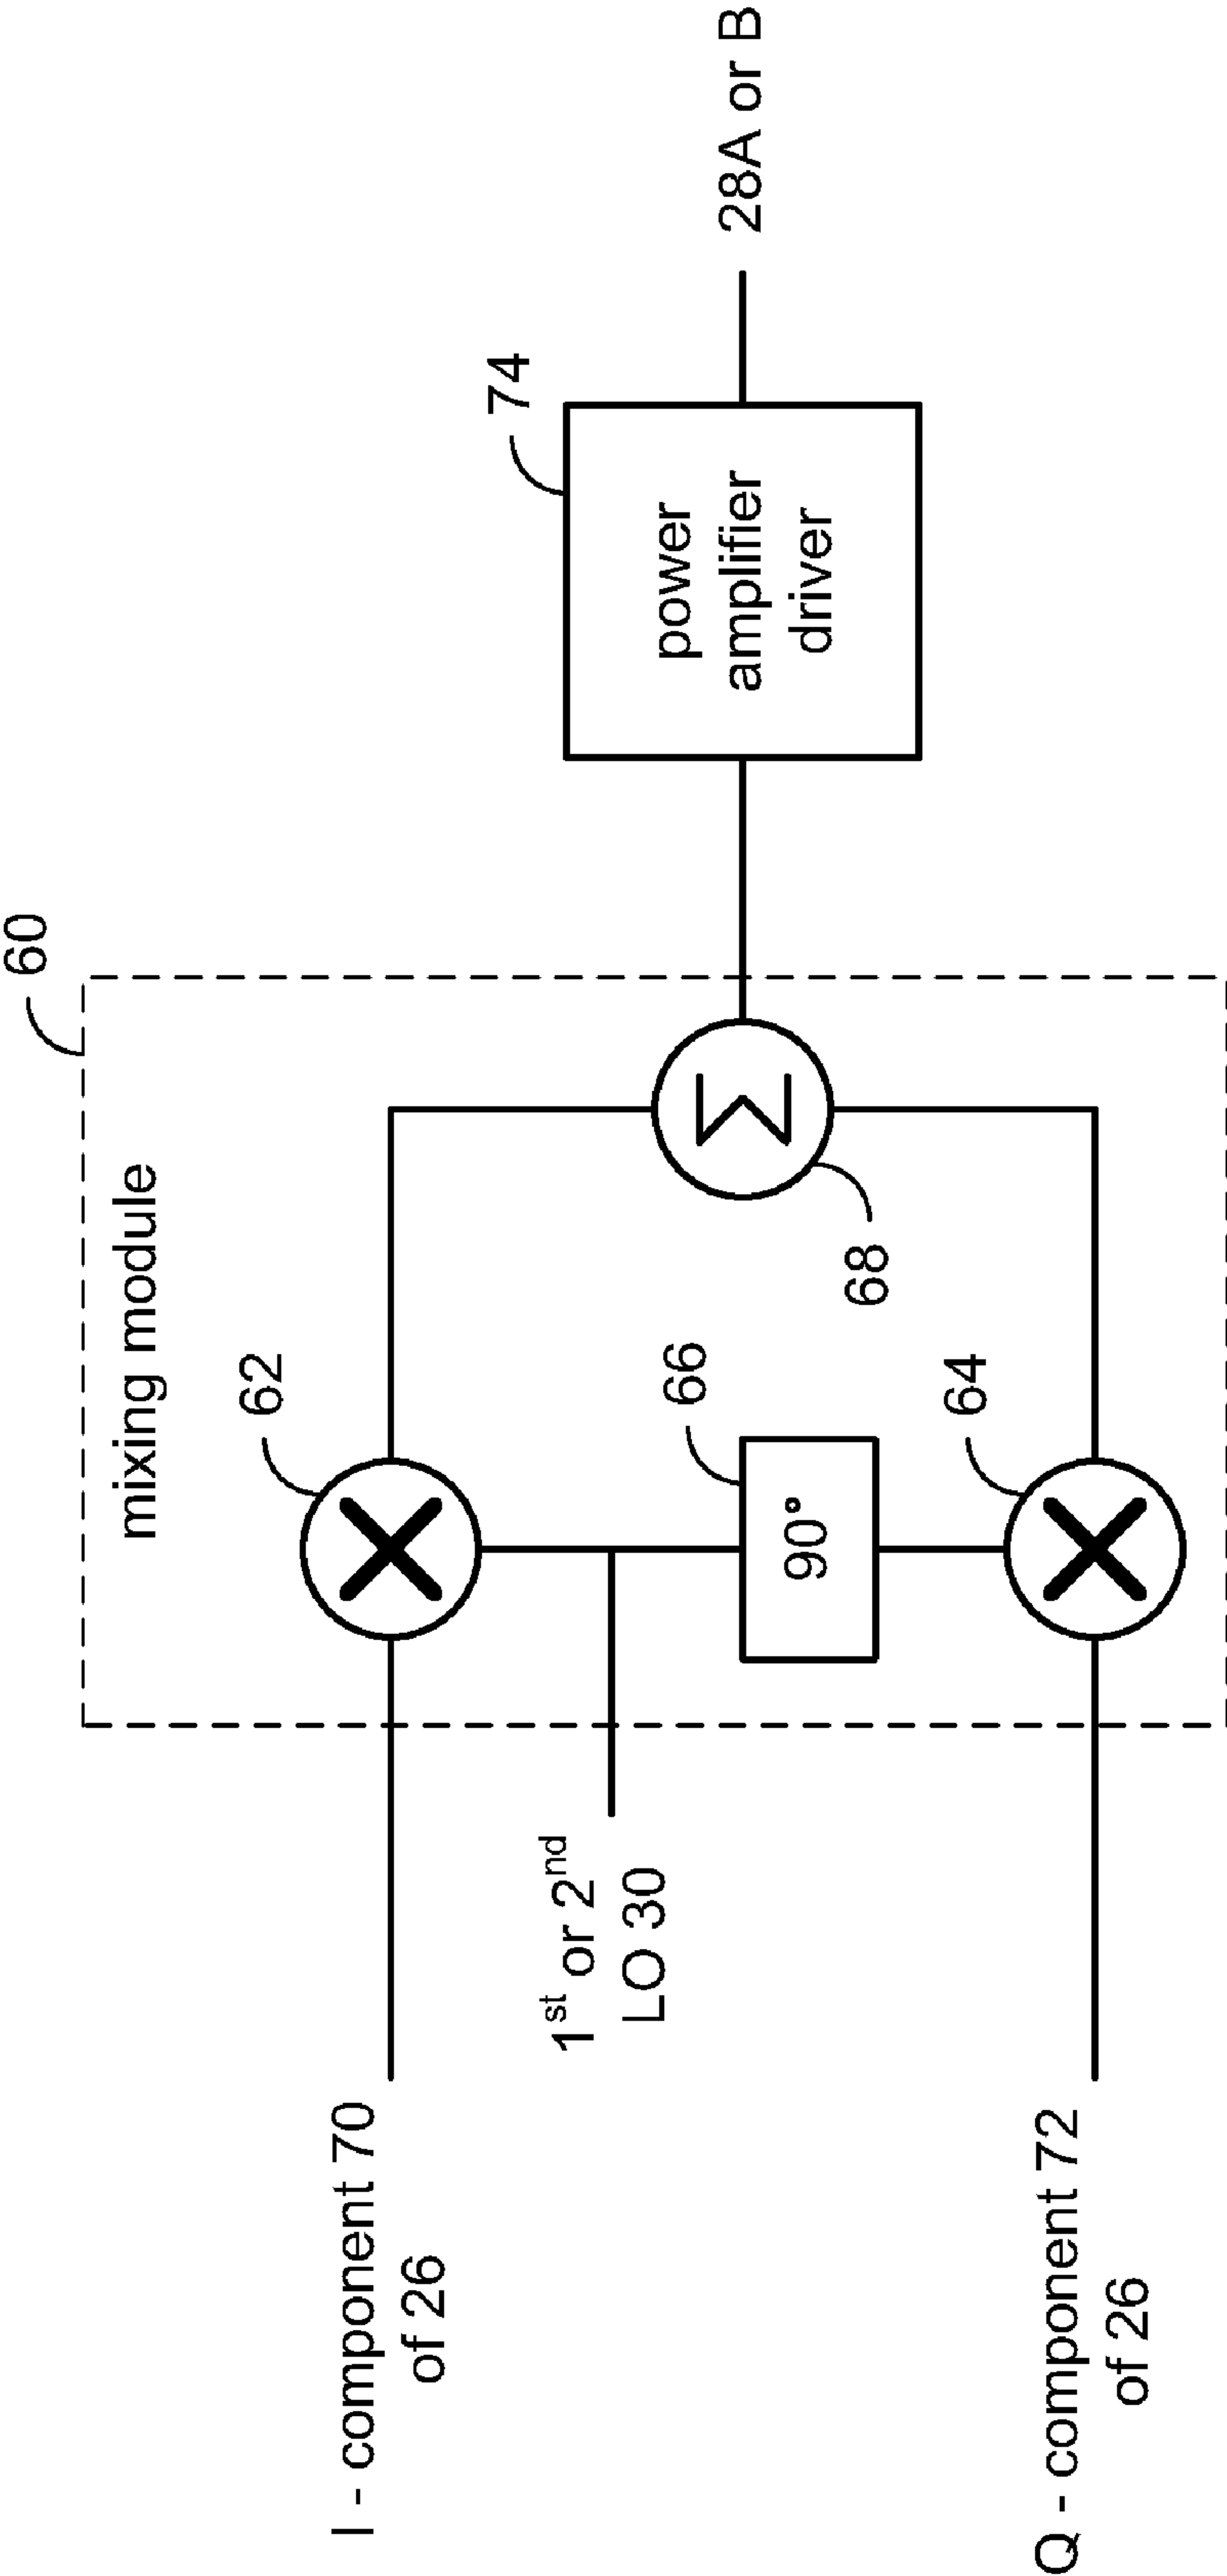 60
mixing module
62
I - component 70
of 26
1st or 2nd
LO 30
66
90°
68
74
power
amplifier
driver
28A or B
64
Q - component 72
of 26
Σ